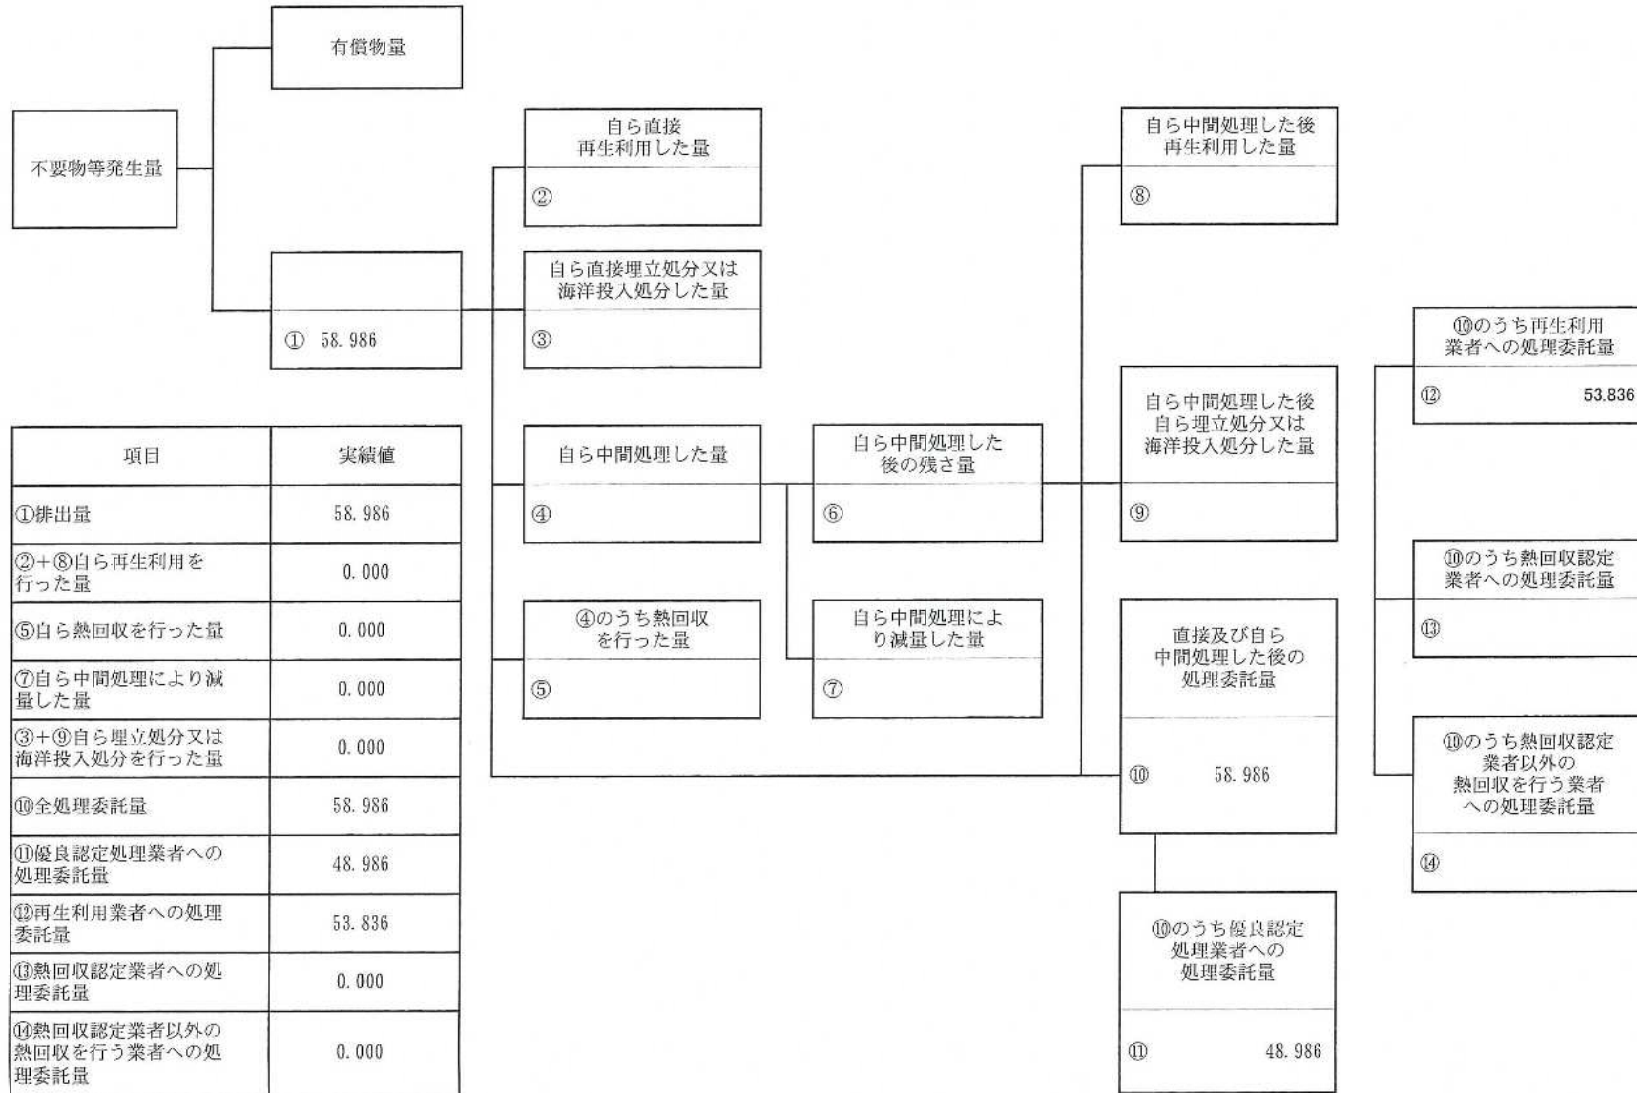 有償物量
不要物等発生量
① 58.986
自ら直接
再生利用した量
②
自ら直接埋立処分又は
海洋投入処分した量
③
自ら中間処理した量
④
④のうち熱回収
を行った量
⑤
自ら中間処理した
後の残さ量
⑥
自ら中間処理によ
り減量した量
⑦
自ら中間処理した後
再生利用した量
⑧
自ら中間処理した後
自ら埋立処分又は
海洋投入処分した量
⑨
直接及び自ら
中間処理した後の
処理委託量
⑩ 58.986
⑩のうち優良認定
処理業者への
処理委託量
⑪ 48.986
⑩のうち再生利用
業者への処理委託量
⑫ 53.836
⑩のうち熱回収認定
業者への処理委託量
⑬
⑩のうち熱回収認定
業者以外の
熱回収を行う業者
への処理委託量
⑭
項目 実績値
①排出量 58.986
②+⑧自ら再生利用を
行った量 0.000
⑤自ら熱回収を行った量 0.000
⑦自ら中間処理により減
量した量 0.000
③+⑨自ら埋立処分又は
海洋投入処分を行った量 0.000
⑩全処理委託量 58.986
⑪優良認定処理業者への
処理委託量 48.986
⑫再生利用業者への処理
委託量 53.836
⑬熱回収認定業者への処
理委託量 0.000
⑭熱回収認定業者以外の
熱回収を行う業者への処
理委託量 0.000